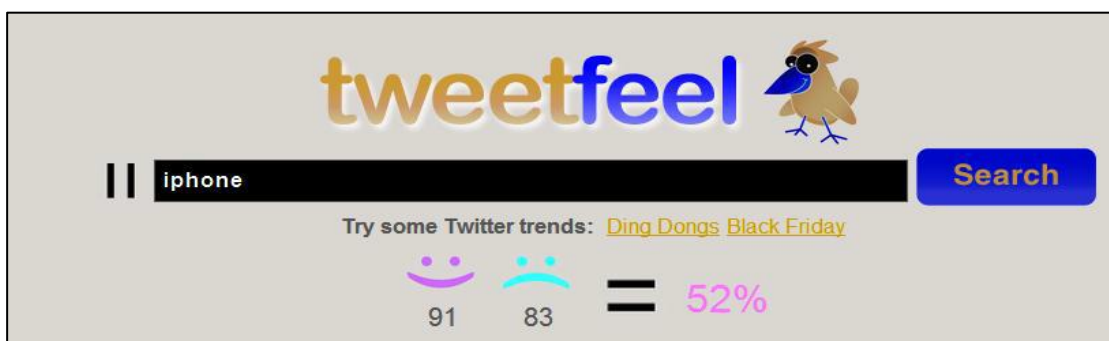 tweetfeel
iphone Search
Try some Twitter trends: Ding Dongs Black Friday
91 83 = 52%